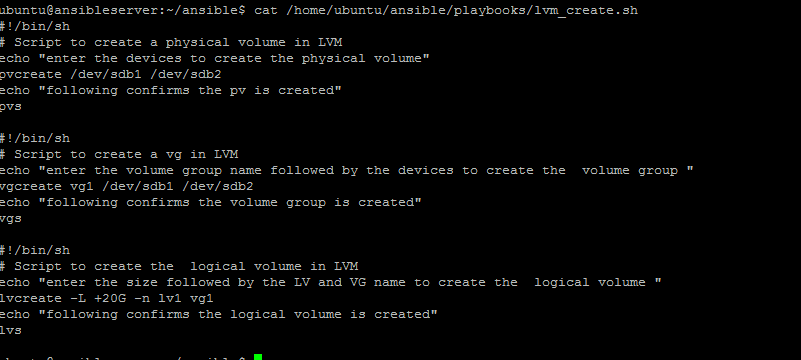 ubuntu@ansibleserver:~/ansible$ cat /home/ubuntu/ansible/playbooks/lvm_create.sh
#!/bin/sh
# Script to create a physical volume in LVM
echo "enter the devices to create the physical volume"
pvcreate /dev/sdb1 /dev/sdb2
echo "following confirms the pv is created"
pvs
#!/bin/sh
# Script to create a vg in LVM
echo "enter the volume group name followed by the devices to create the  volume group "
vgcreate vg1 /dev/sdb1 /dev/sdb2
echo "following confirms the volume group is created"
vgs
#!/bin/sh
# Script to create the  logical volume in LVM
echo "enter the size followed by the LV and VG name to create the  logical volume "
lvcreate -L +20G -n lv1 vg1
echo "following confirms the logical volume is created"
lvs
ubuntu@ansibleserver:~/ansible$